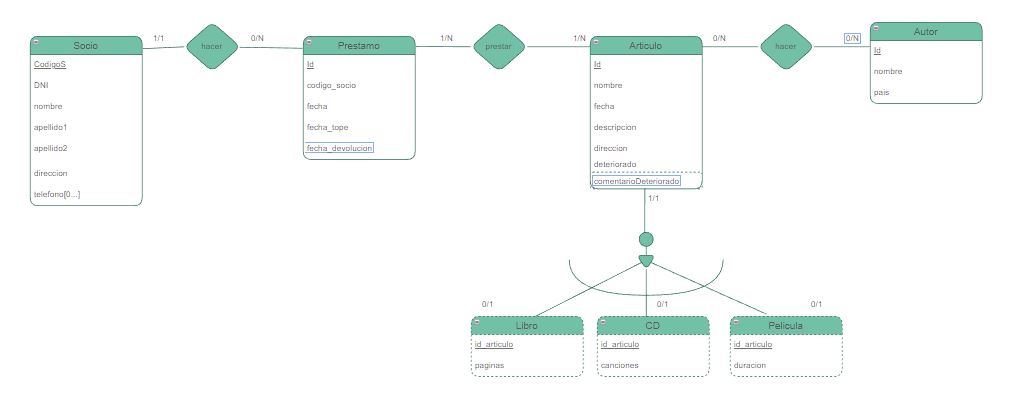 Socio
CodigoS
DNI
nombre
apellido1
apellido2
direccion
telefono[0...]
1/1
hacer
0/N
Prestamo
Id
codigo_socio
fecha
fecha_tope
fecha_devolucion
1/N
prestar
1/N
Articulo
Id
nombre
fecha
descripcion
direccion
deteriorado
comentarioDeteriorado
0/N
hacer
0/N
Autor
Id
nombre
pais
1/1
0/1
0/1
0/1
Libro
id_articulo
paginas
CD
id_articulo
canciones
Pelicula
id_articulo
duracion